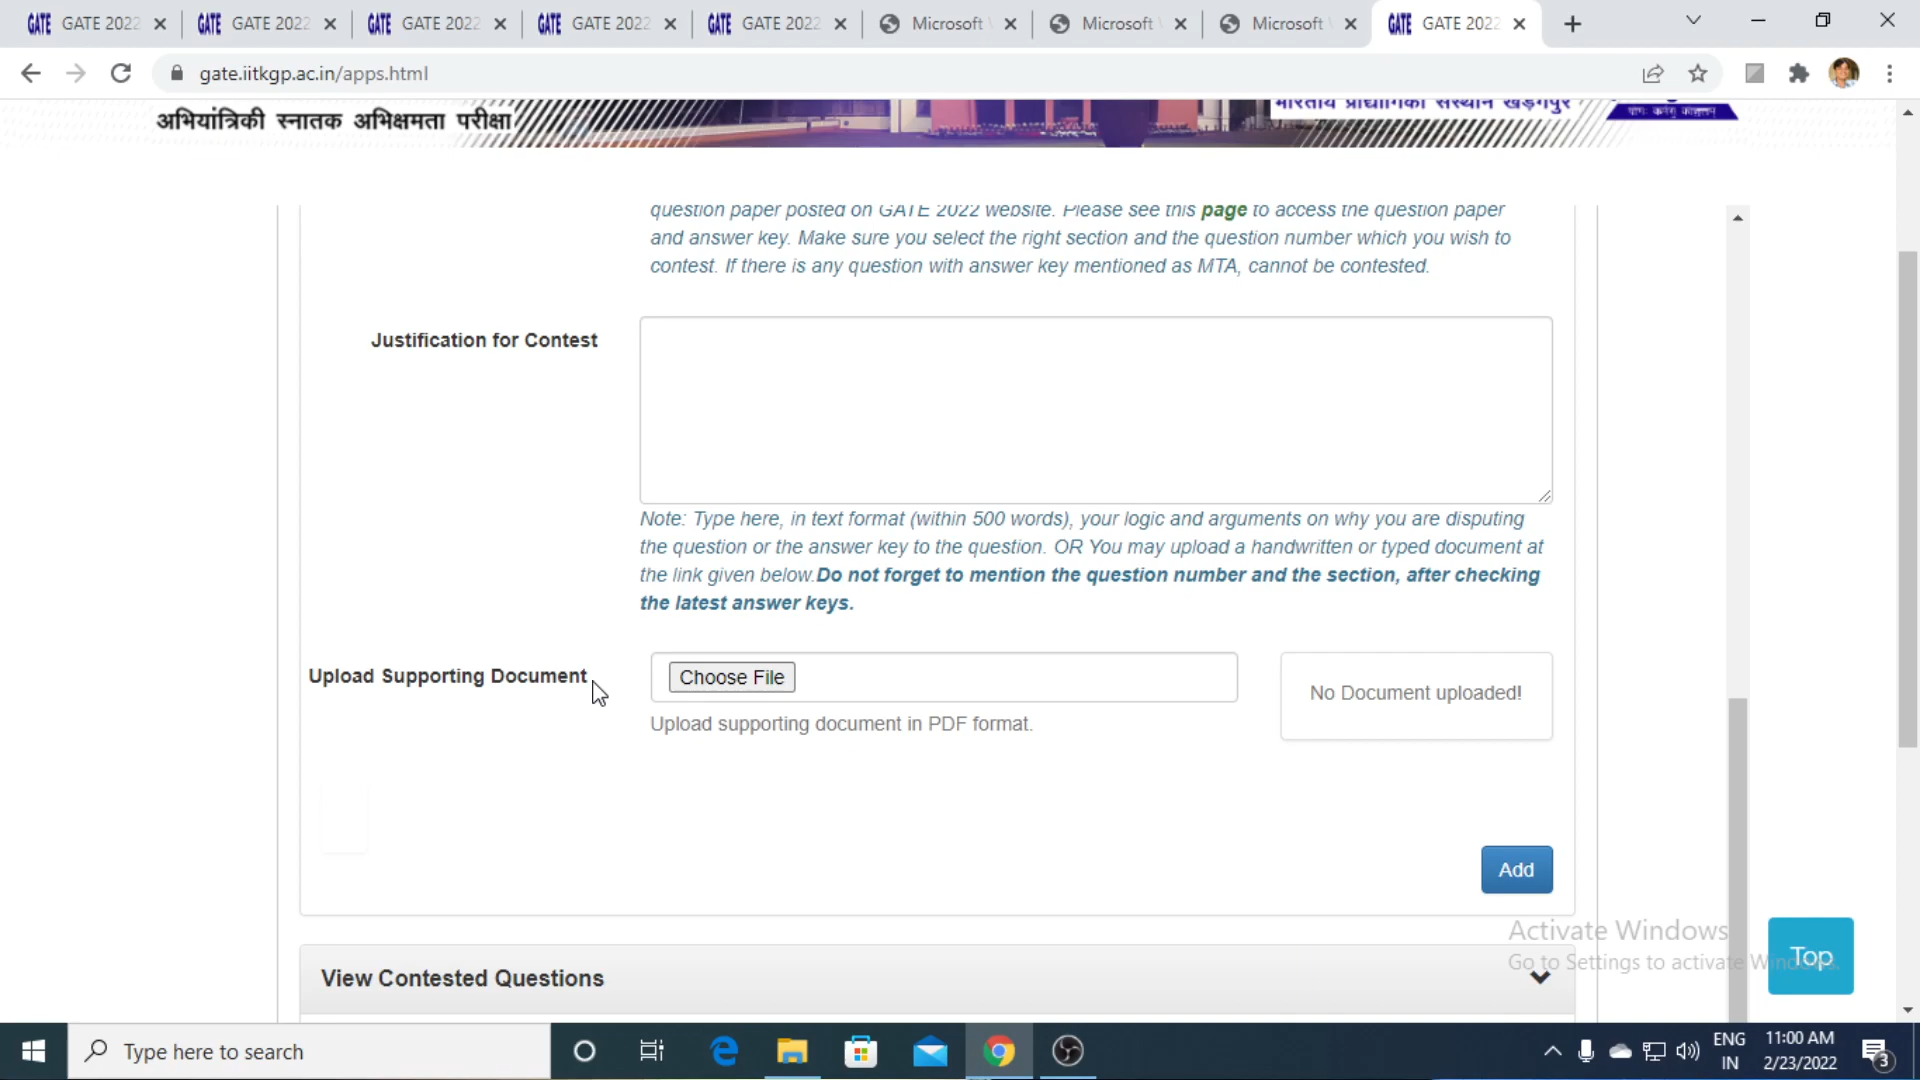 GATE 2022
GATE 2022
GATE 2022
GATE 2022
GATE 2022
Microsoft
Microsoft
Microsoft
GATE 2022
gate.iitkgp.ac.in/apps.html
अभियांत्रिकी स्नातक अभिक्षमता परीक्षा
भारतीय प्रौद्योगिकी संस्थान खड़गपुर
question paper posted on GATE 2022 website. Please see this page to access the question paper
and answer key. Make sure you select the right section and the question number which you wish to
contest. If there is any question with answer key mentioned as MTA, cannot be contested.
Justification for Contest
Note: Type here, in text format (within 500 words), your logic and arguments on why you are disputing
the question or the answer key to the question. OR You may upload a handwritten or typed document at
the link given below.Do not forget to mention the question number and the section, after checking
the latest answer keys.
Upload Supporting Document
Choose File
No Document uploaded!
Upload supporting document in PDF format.
Add
Activate Windows
Go to Settings to activate Windows.
Top
View Contested Questions
Type here to search
ENG
IN
11:00 AM
2/23/2022
3